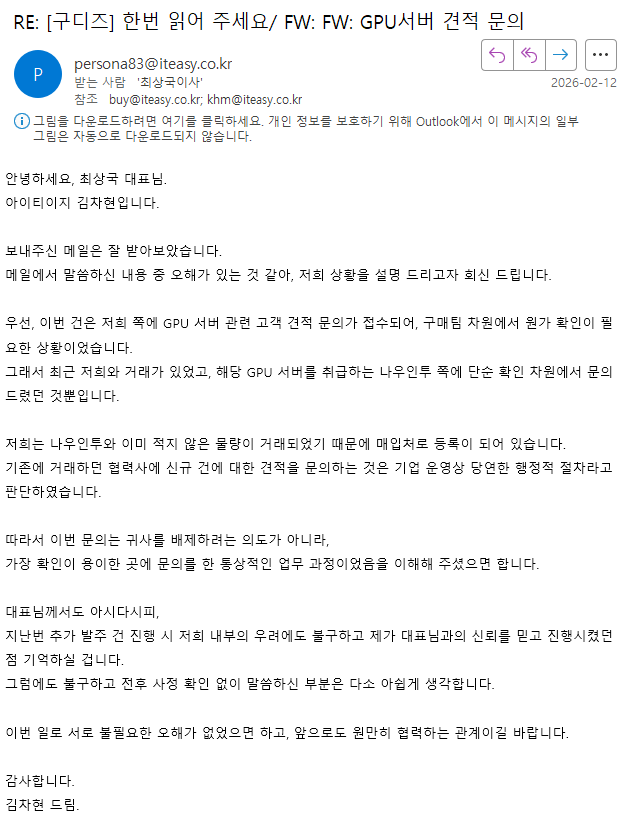 RE: [구디즈] 한번 읽어 주세요/ FW: FW: GPU서버 견적 문의
P
persona83@iteasy.co.kr
받는 사람 '최상국이사'
참조 buy@iteasy.co.kr; khm@iteasy.co.kr
2026-02-12
그림을 다운로드하려면 여기를 클릭하세요. 개인 정보를 보호하기 위해 Outlook에서 이 메시지의 일부
그림은 자동으로 다운로드되지 않습니다.
안녕하세요, 최상국 대표님.
아이티이지 김차현입니다.
보내주신 메일은 잘 받아보았습니다.
메일에서 말씀하신 내용 중 오해가 있는 것 같아, 저희 상황을 설명 드리고자 회신 드립니다.
우선, 이번 건은 저희 쪽에 GPU 서버 관련 고객 견적 문의가 접수되어, 구매팀 차원에서 원가 확인이 필
요한 상황이었습니다.
그래서 최근 저희와 거래가 있었고, 해당 GPU 서버를 취급하는 나우인투 쪽에 단순 확인 차원에서 문의
드렸던 것뿐입니다.
저희는 나우인투와 이미 적지 않은 물량이 거래되었기 때문에 매입처로 등록이 되어 있습니다.
기존에 거래하던 협력사에 신규 건에 대한 견적을 문의하는 것은 기업 운영상 당연한 행정적 절차라고
판단하였습니다.
따라서 이번 문의는 귀사를 배제하려는 의도가 아니라,
가장 확인이 용이한 곳에 문의를 한 통상적인 업무 과정이었음을 이해해 주셨으면 합니다.
대표님께서도 아시다시피,
지난번 추가 발주 건 진행 시 저희 내부의 우려에도 불구하고 제가 대표님과의 신뢰를 믿고 진행시켰던
점 기억하실 겁니다.
그럼에도 불구하고 전후 사정 확인 없이 말씀하신 부분은 다소 아쉽게 생각합니다.
이번 일로 서로 불필요한 오해가 없었으면 하고, 앞으로도 원만히 협력하는 관계이길 바랍니다.
감사합니다.
김차현 드림.